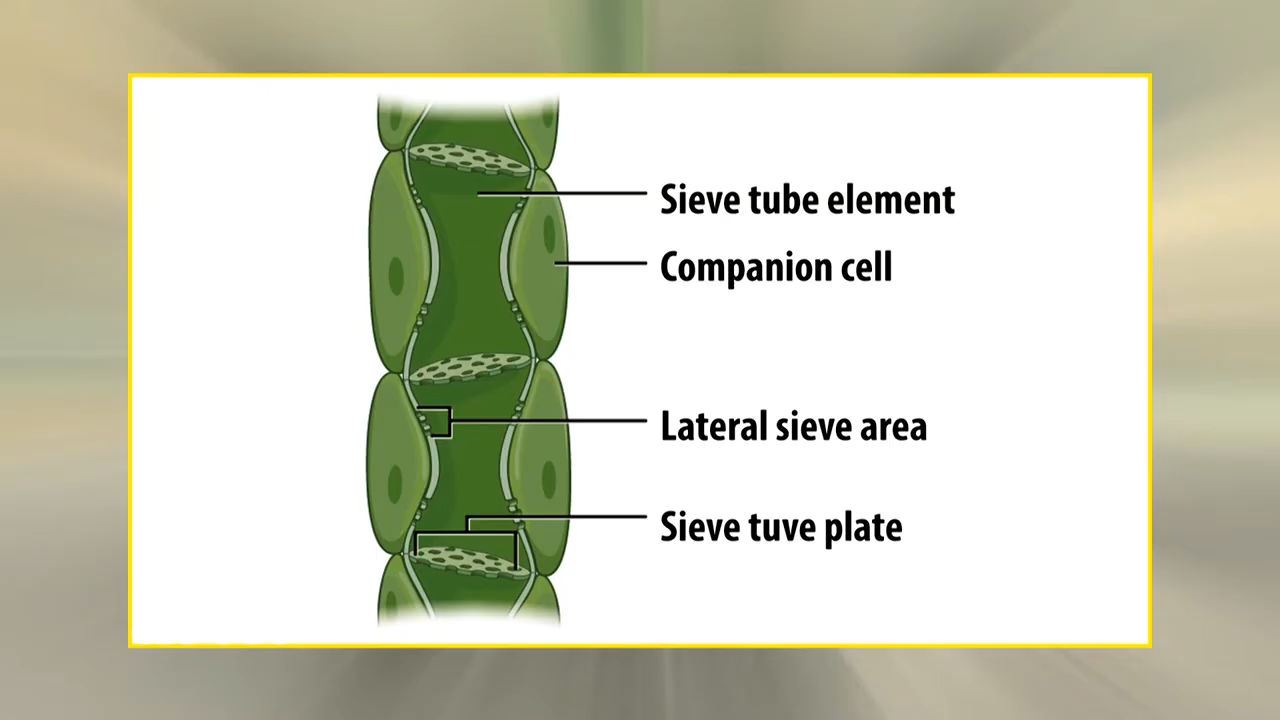 Sieve tube element
Companion cell
Lateral sieve area
Sieve tuve plate